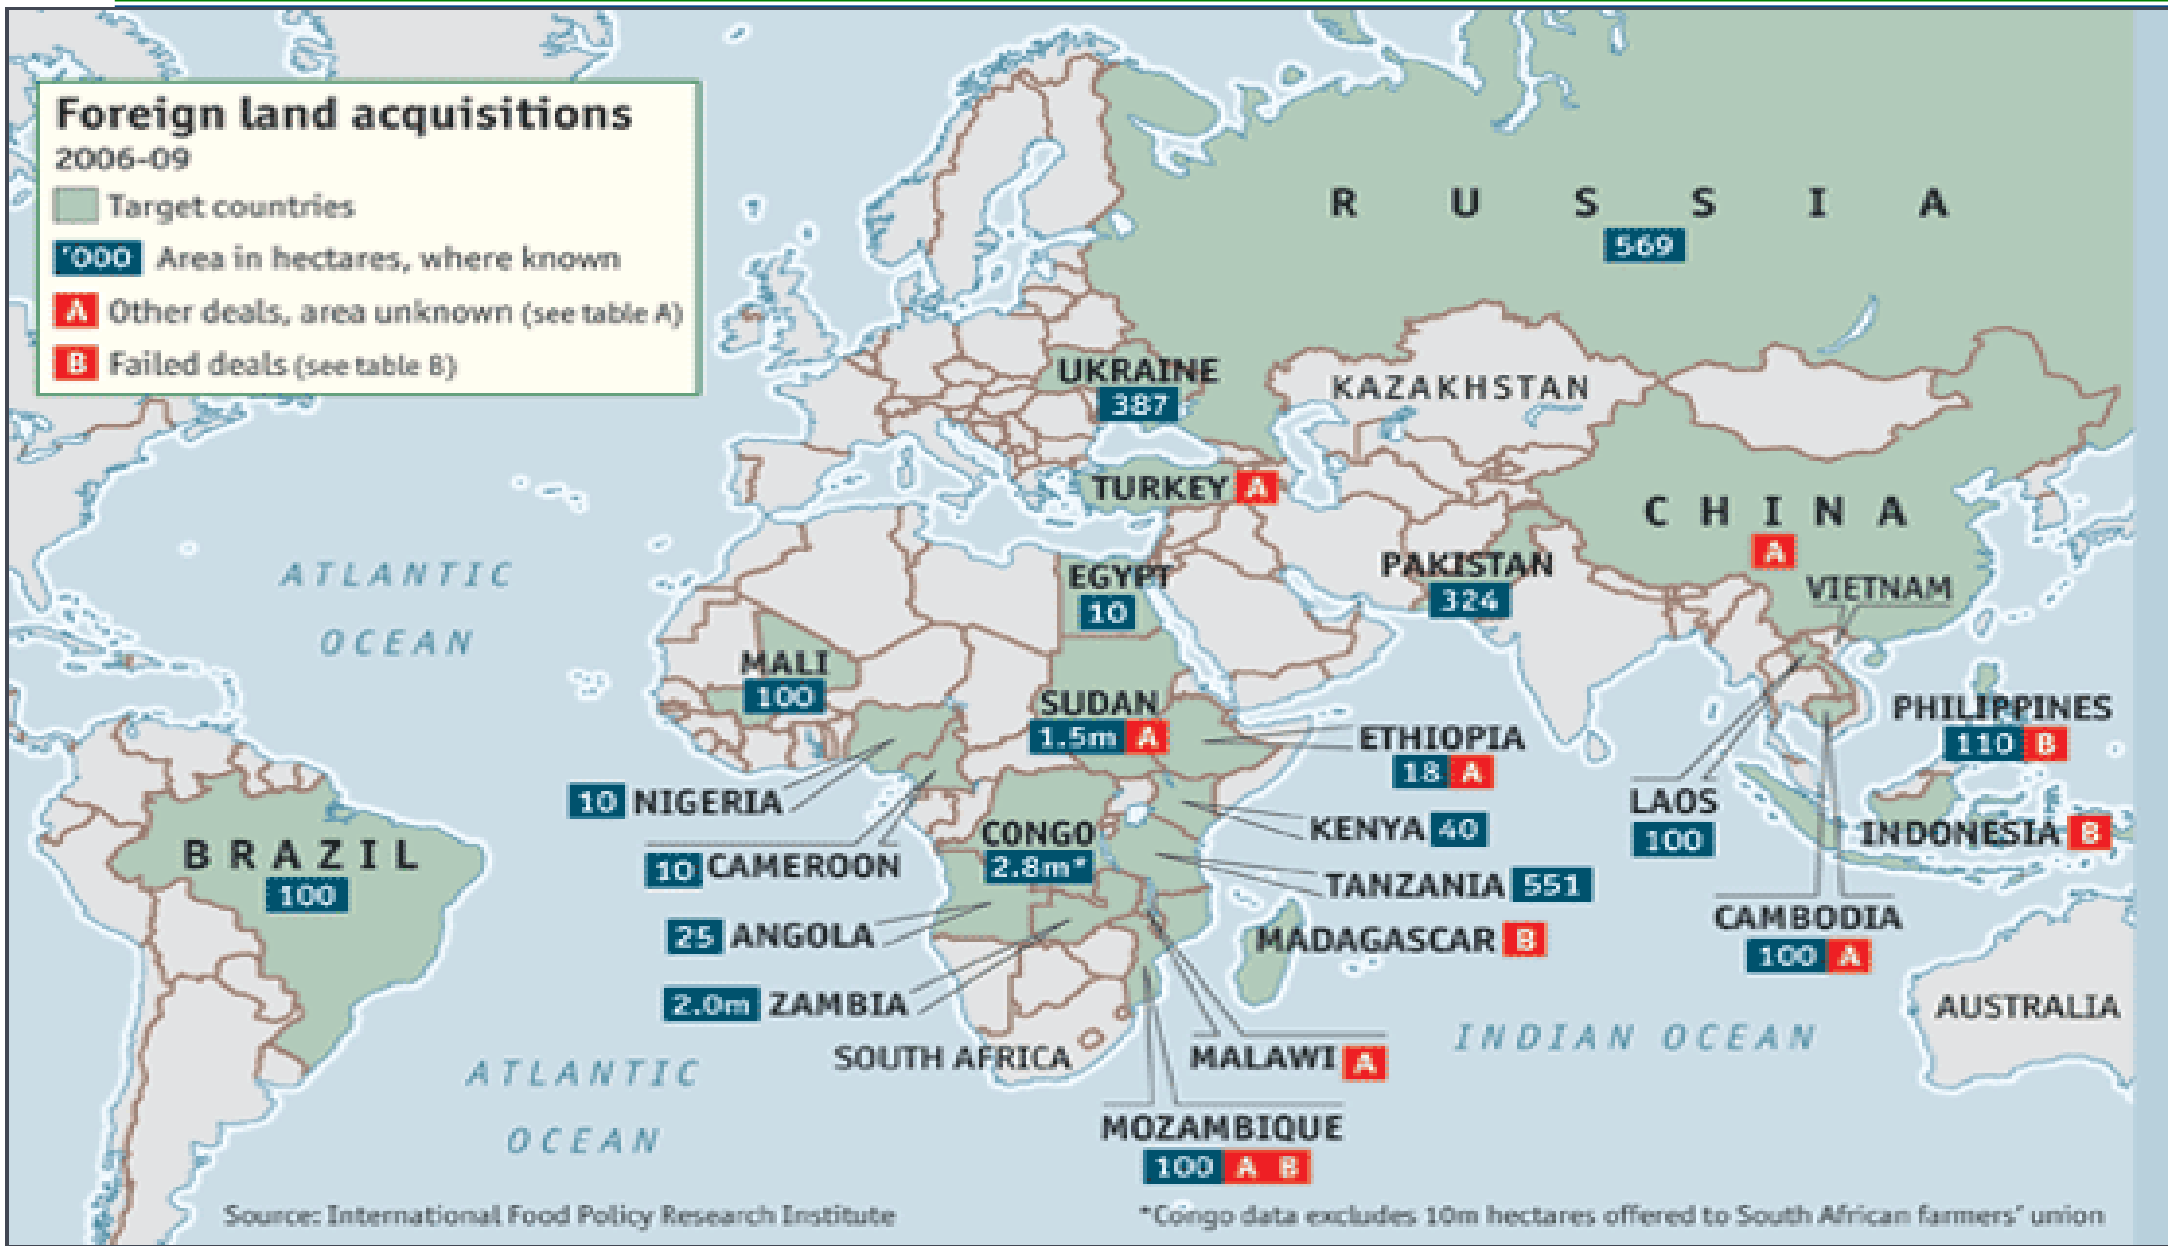 Foreign land acquisitions
2006-09
Target countries
'000 Area in hectares, where known
A Other deals, area unknown (see table A)
B Failed deals (see table B)
R U S S I A
569
UKRAINE
387
KAZAKHSTAN
TURKEY A
C H I N A
A
PAKISTAN
324
VIETNAM
EGYPT
10
ATLANTIC
OCEAN
MALI
100
SUDAN
1.5m A
ETHIOPIA
18 A
PHILIPPINES
110 B
10 NIGERIA
LAOS
100
KENYA 40
INDONESIA B
CONGO
2.8m*
BRAZIL
100
10 CAMEROON
TANZANIA 551
25 ANGOLA
MADAGASCAR B
CAMBODIA
100 A
2.0m ZAMBIA
AUSTRALIA
INDIAN OCEAN
SOUTH AFRICA
MALAWI A
ATLANTIC
OCEAN
MOZAMBIQUE
100 A B
Source: International Food Policy Research Institute
*Congo data excludes 10m hectares offered to South African farmers' union